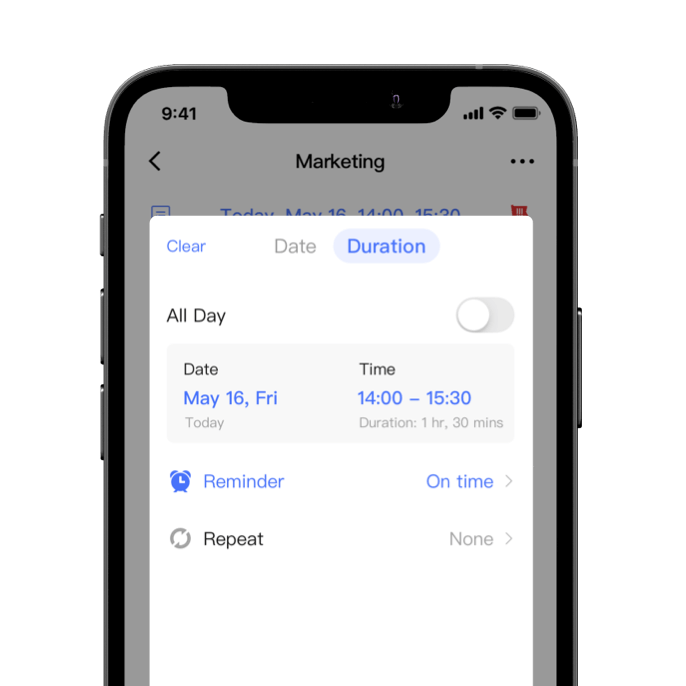 9:41
Marketing
Today, May 16, 14:00 - 15:30
Clear Date Duration
All Day
Date Time
May 16, Fri 14:00 – 15:30
Today Duration: 1 hr, 30 mins
Reminder On time
Repeat None